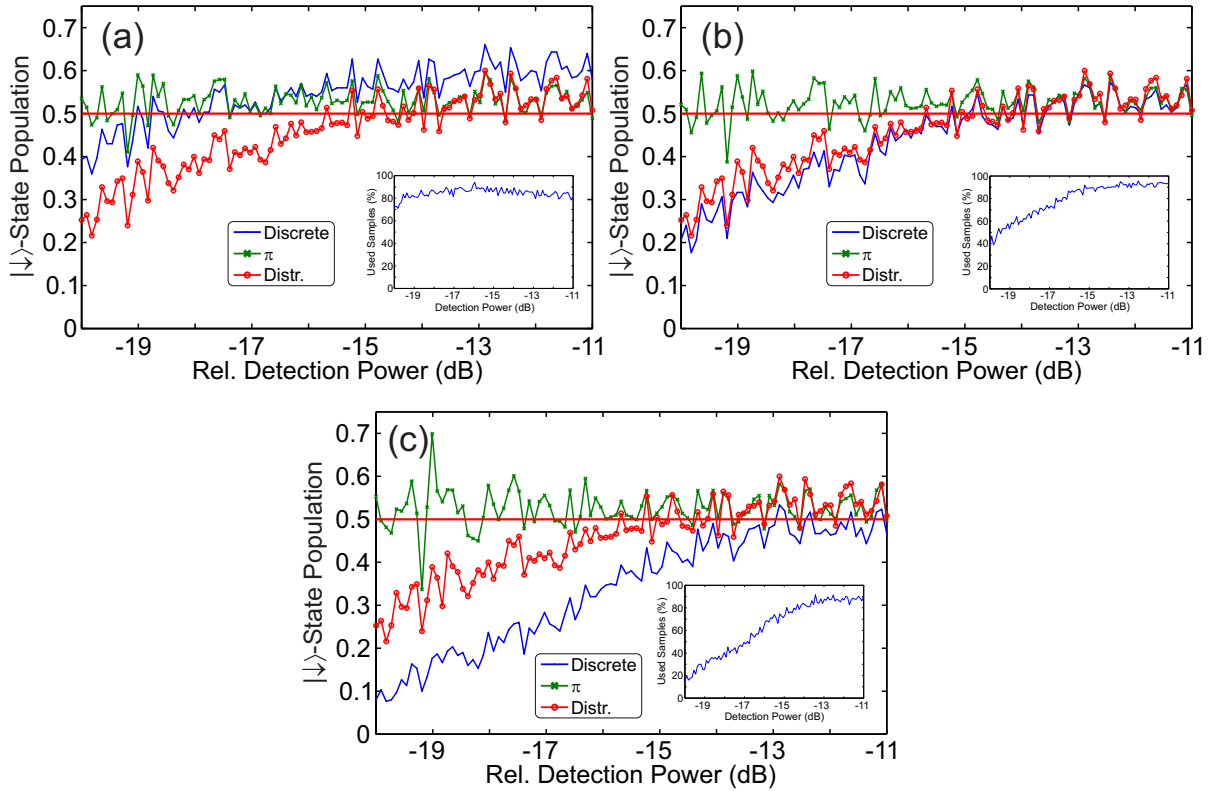 (a)
|↓⟩-State Population
0.7
0.6
0.5
0.4
0.3
0.2
0.1
0
-19 -17 -15 -13 -11
Rel. Detection Power (dB)
Discrete
π
Distr.
Used Samples (%)
100
80
60
40
20
0
-19 -17 -15 -13 -11
Detection Power (dB)
(b)
|↓⟩-State Population
0.7
0.6
0.5
0.4
0.3
0.2
0.1
0
-19 -17 -15 -13 -11
Rel. Detection Power (dB)
Discrete
π
Distr.
Used Samples (%)
100
80
60
40
20
0
-19 -17 -15 -13 -11
Detection Power (dB)
(c)
|↓⟩-State Population
0.7
0.6
0.5
0.4
0.3
0.2
0.1
0
-19 -17 -15 -13 -11
Rel. Detection Power (dB)
Discrete
π
Distr.
Used Samples (%)
100
80
60
40
20
0
-19 -17 -15 -13 -11
Detection Power (dB)